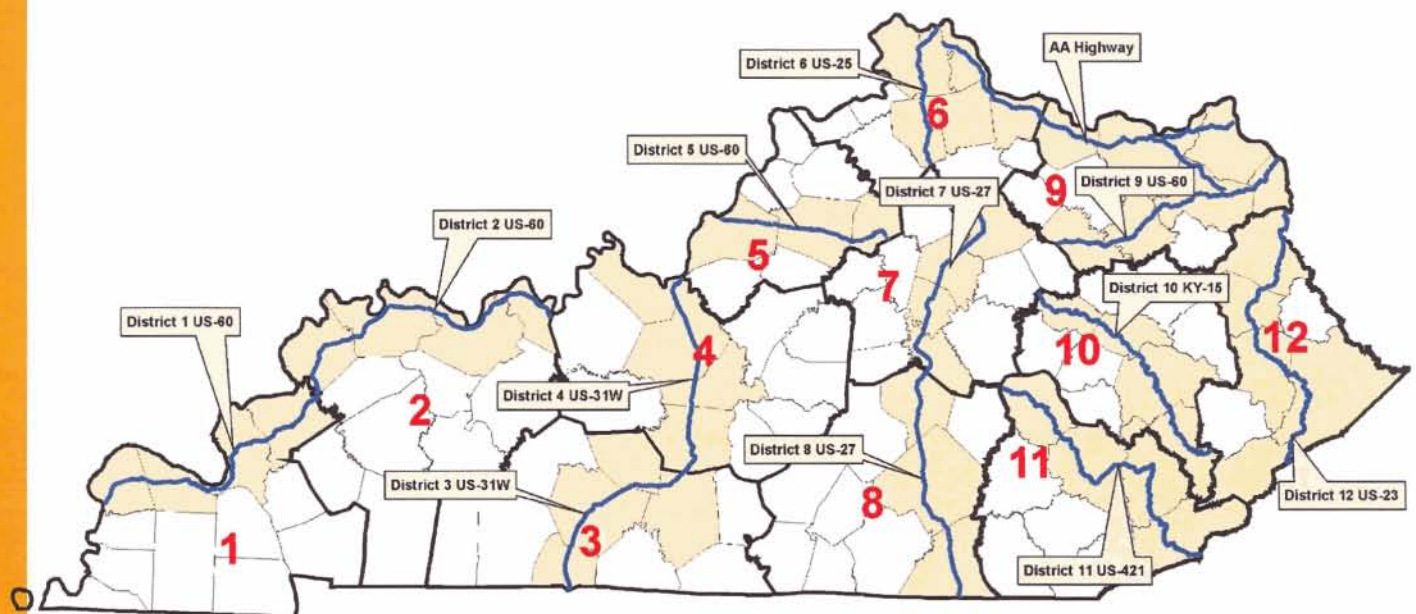 AA Highway
District 6 US-25
6
District 5 US-60
District 7 US-27
9
District 9 US-60
District 2 US-60
5
7
District 10 KY-15
District 1 US-60
4
10
12
2
District 4 US-31W
District 8 US-27
11
District 3 US-31W
8
District 12 US-23
3
1
District 11 US-421